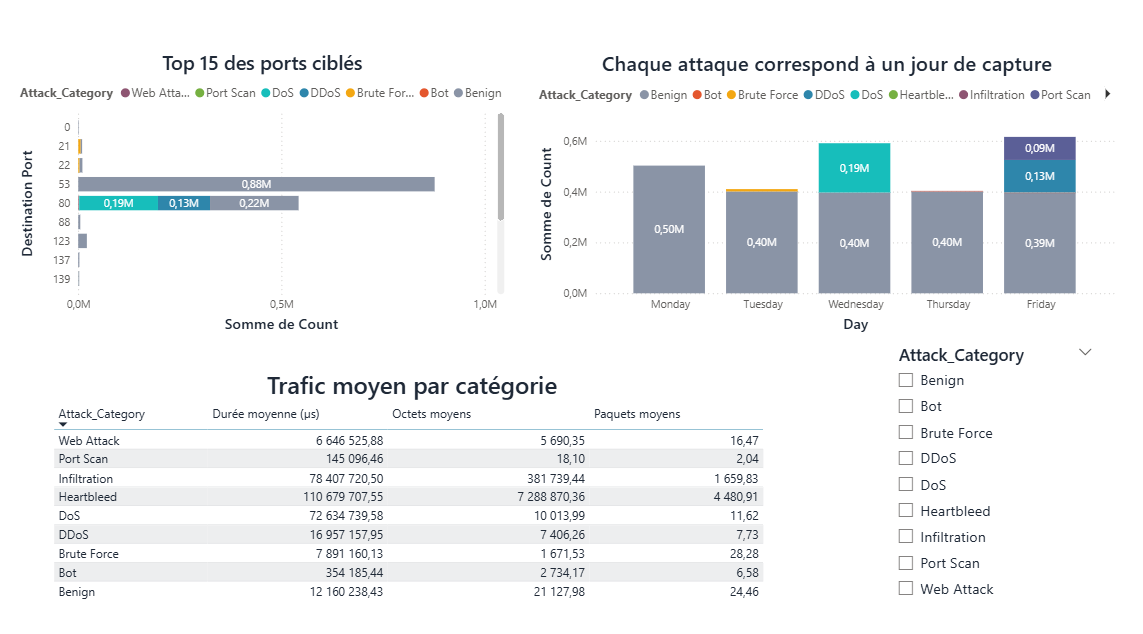 Top 15 des ports ciblés
Attack_Category Web Atta... Port Scan DoS DDoS Brute For... Bot Benign
Destination Port
0
21
22
53 0,88M
80 0,19M 0,13M 0,22M
88
123
137
139
0,0M 0,5M 1,0M
Somme de Count
Chaque attaque correspond à un jour de capture
Attack_Category Benign Bot Brute Force DDoS DoS Heartble... Infiltration Port Scan
Somme de Count
0,6M
0,4M
0,2M
0,0M
0,50M
0,40M
0,19M
0,40M
0,40M
0,09M
0,13M
0,39M
Monday Tuesday Wednesday Thursday Friday
Day
Trafic moyen par catégorie
Attack_Category Durée moyenne (µs) Octets moyens Paquets moyens
Web Attack 6 646 525,88 5 690,35 16,47
Port Scan 145 096,46 18,10 2,04
Infiltration 78 407 720,50 381 739,44 1 659,83
Heartbleed 110 679 707,55 7 288 870,36 4 480,91
DoS 72 634 739,58 10 013,99 11,62
DDoS 16 957 157,95 7 406,26 7,73
Brute Force 7 891 160,13 1 671,53 28,28
Bot 354 185,44 2 734,17 6,58
Benign 12 160 238,43 21 127,98 24,46
Attack_Category
Benign
Bot
Brute Force
DDoS
DoS
Heartbleed
Infiltration
Port Scan
Web Attack